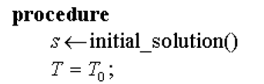 procedure
s ← initial_solution()
T = T₀ ;